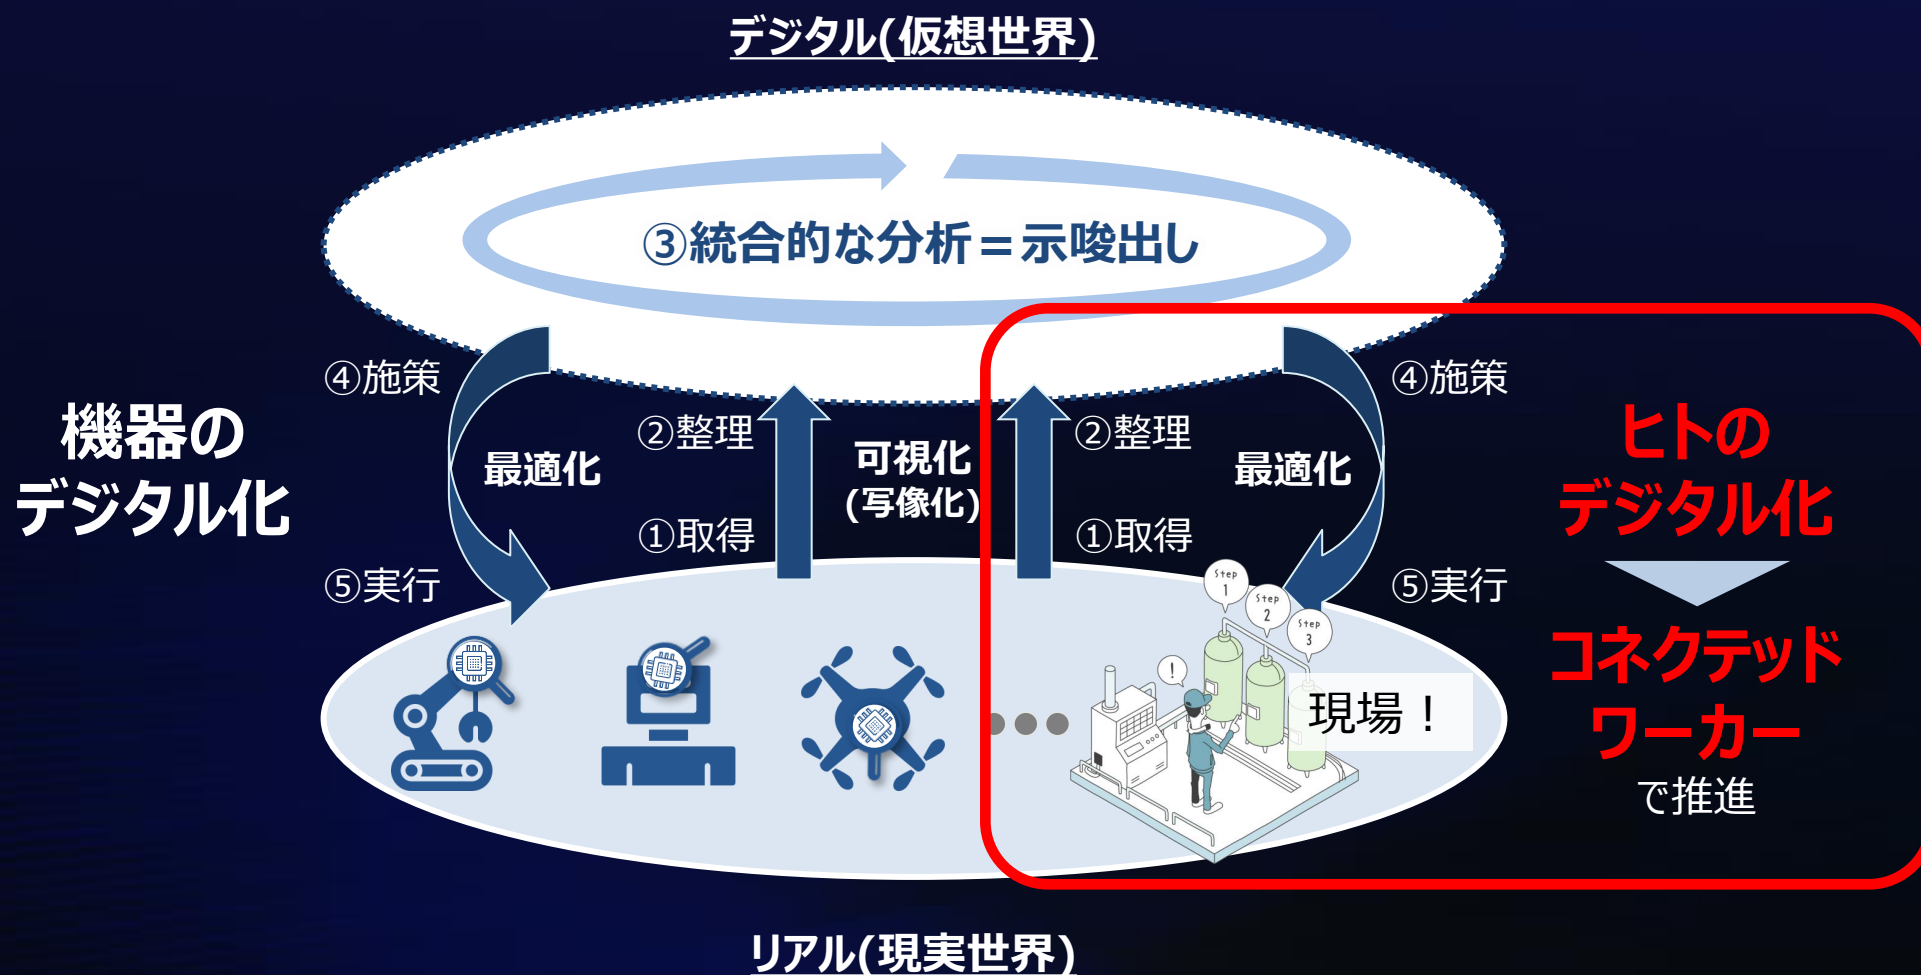 デジタル(仮想世界)
③統合的な分析=示唆出し
④施策
④施策
機器の
デジタル化
②整理
可視化
(写像化)
②整理
最適化
最適化
①取得
①取得
⑤実行
⑤実行
ヒトの
デジタル化
コネクテッド
ワーカー
で推進
Step
1
Step
2
Step
3
!
現場！
リアル(現実世界)